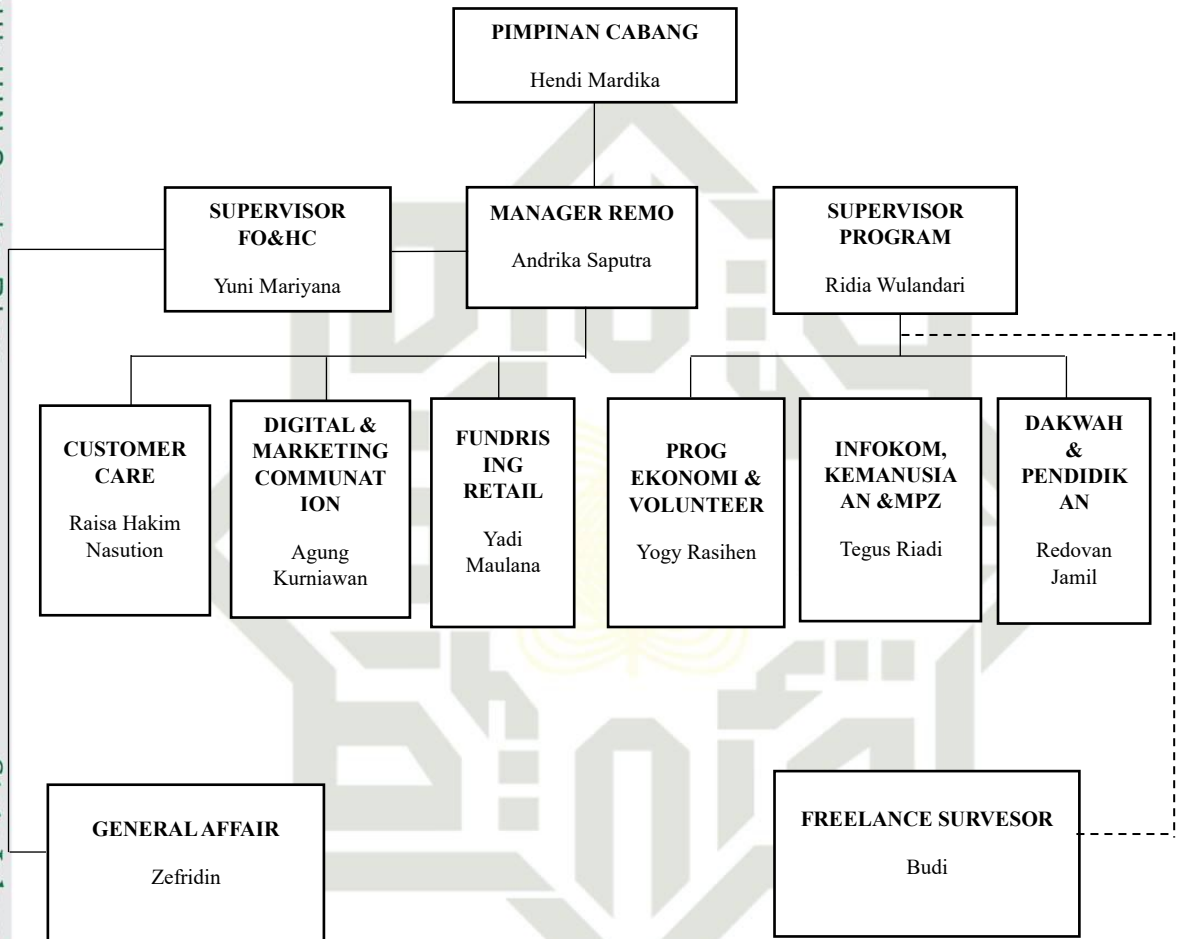 PIMPINAN CABANG
Hendi Mardika
SUPERVISOR
FO&HC
Yuni Mariyana
MANAGER REMO
Andrika Saputra
SUPERVISOR
PROGRAM
Ridia Wulandari
CUSTOMER
CARE
Raisa Hakim
Nasution
DIGITAL &
MARKETING
COMMUNAT
ION
Agung
Kurniawan
FUNDRIS
ING
RETAIL
Yadi
Maulana
PROG
EKONOMI &
VOLUNTEER
Yogy Rasihen
INFOKOM,
KEMANUSIA
AN &MPZ
Tegus Riadi
DAKWAH
&
PENDIDIK
AN
Redovan
Jamil
GENERAL AFFAIR
Zefridin
FREELANCE SURVESOR
Budi